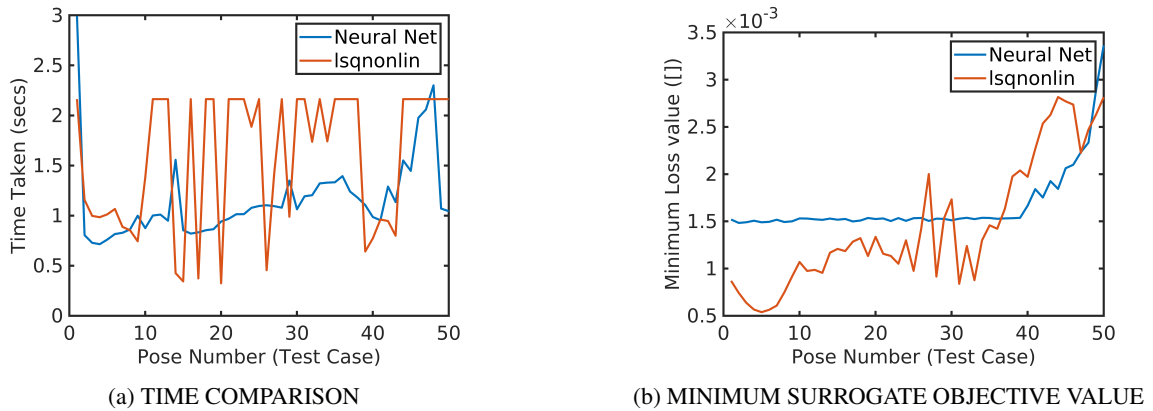 3
2.5
2
1.5
1
0.5
0
Time Taken (secs)
Neural Net
lsqnonlin
0 10 20 30 40 50
Pose Number (Test Case)
(a) TIME COMPARISON
×10⁻³
3.5
3
2.5
2
1.5
1
0.5
Minimum Loss value ([])
Neural Net
lsqnonlin
0 10 20 30 40 50
Pose Number (Test Case)
(b) MINIMUM SURROGATE OBJECTIVE VALUE